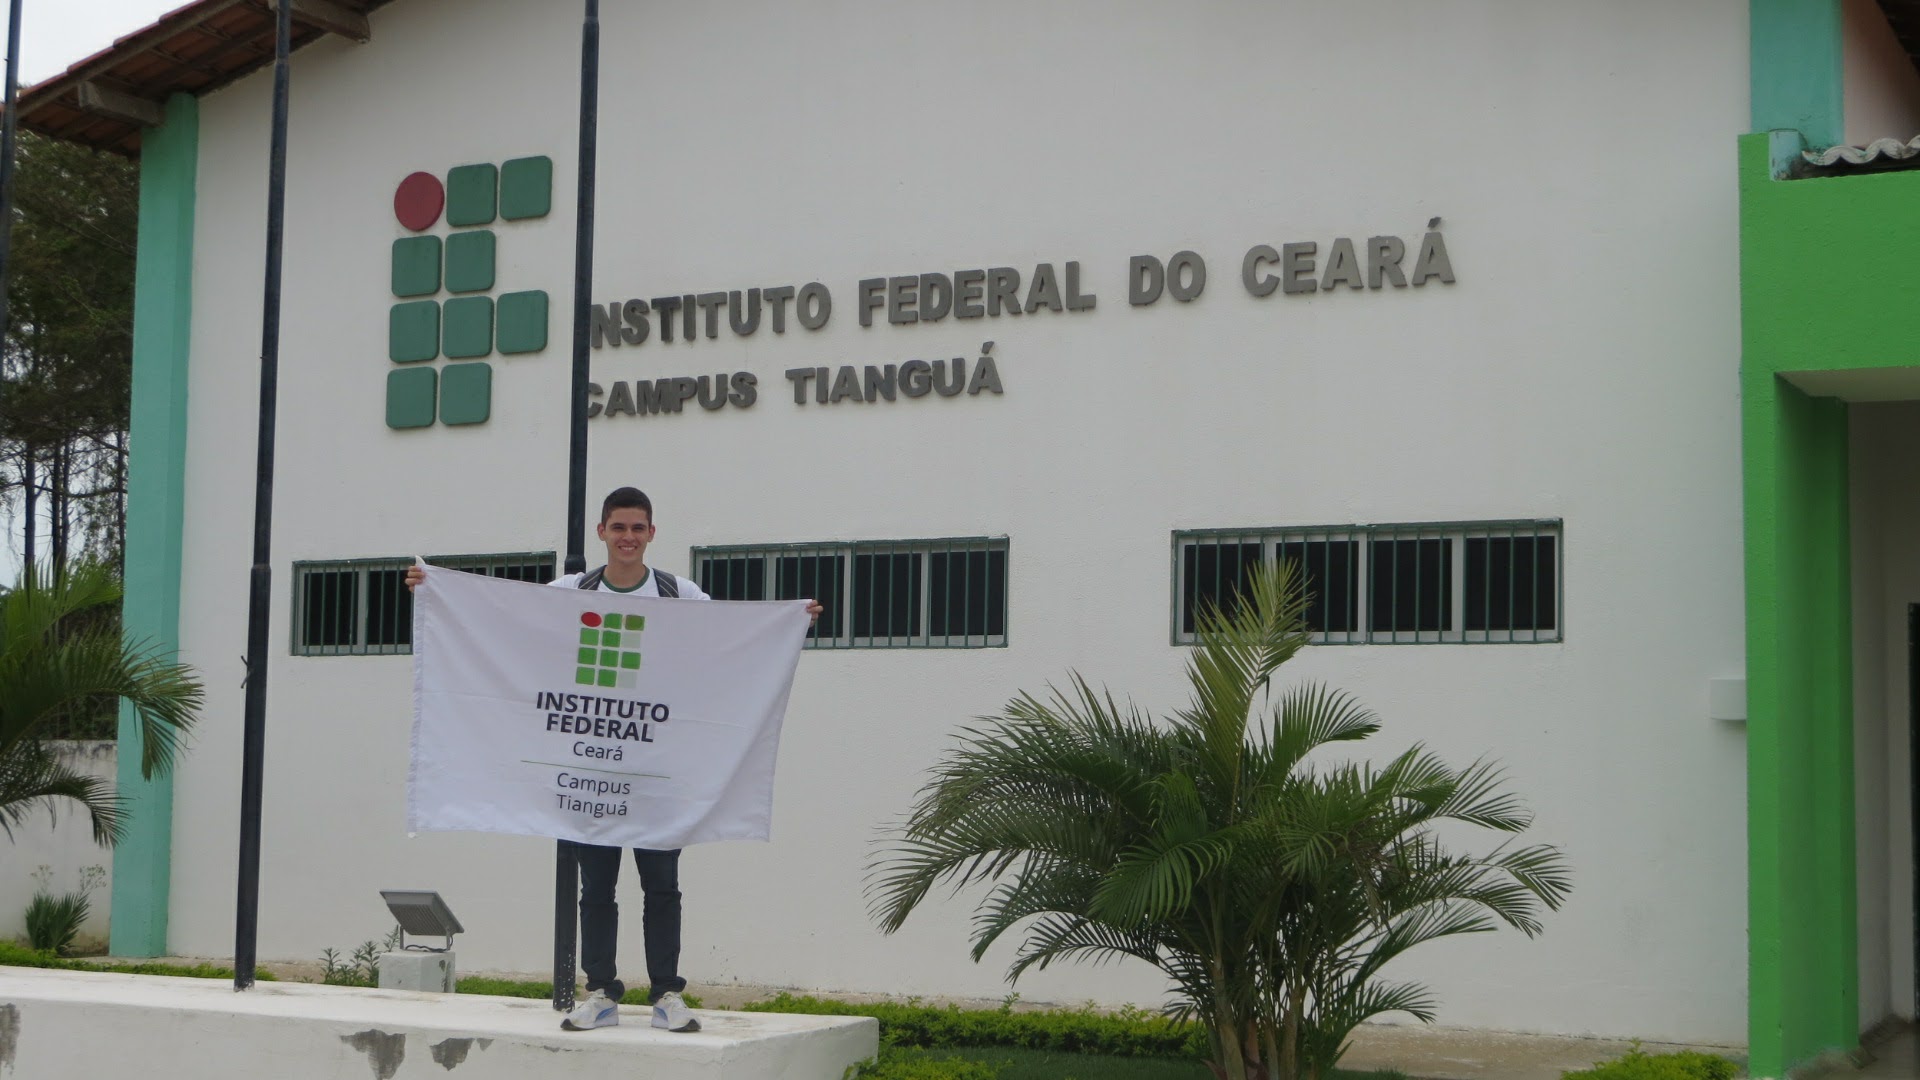 INSTITUTO FEDERAL DO CEARÁ
CAMPUS TIANGUÁ
INSTITUTO
FEDERAL
Ceará
Campus
Tianguá